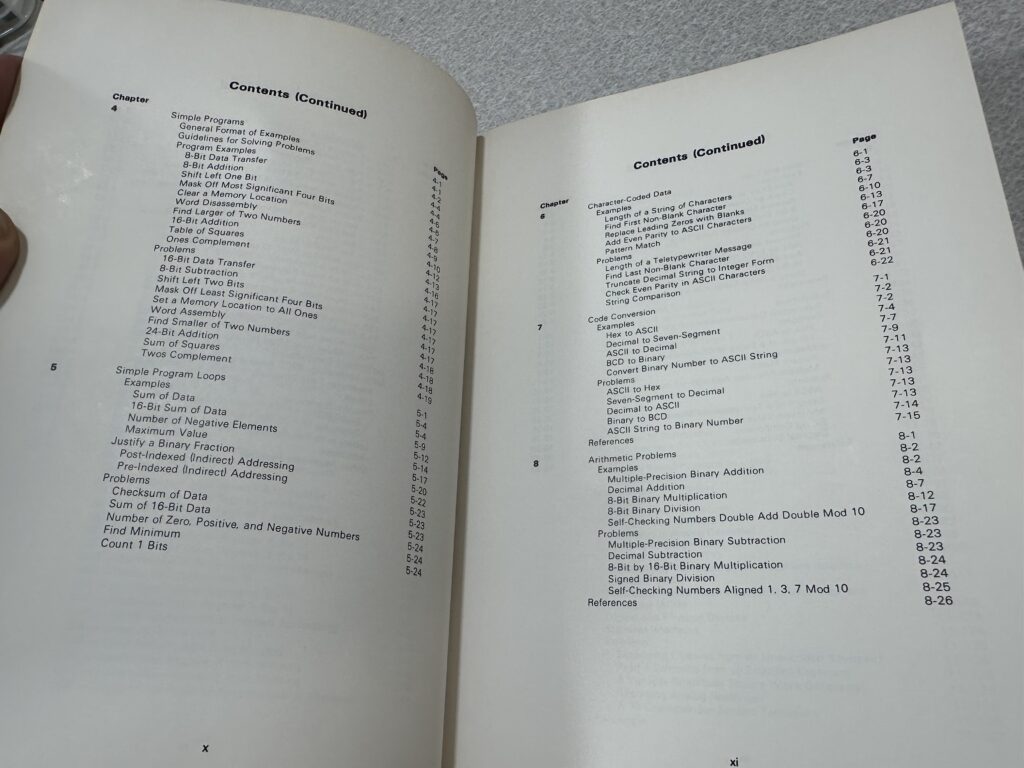 Contents (Continued)
Chapter Page
4 Simple Programs 4-1
General Format of Examples 4-1
Guidelines for Solving Problems 4-2
Program Examples 4-4
8-Bit Data Transfer 4-4
8-Bit Addition 4-5
Shift Left One Bit 4-6
Mask Off Most Significant Four Bits 4-7
Clear a Memory Location 4-8
Word Disassembly 4-9
Find Larger of Two Numbers 4-10
16-Bit Addition 4-12
Table of Squares 4-13
Ones Complement 4-16
Problems 4-17
16-Bit Data Transfer 4-17
8-Bit Subtraction 4-17
Shift Left Two Bits 4-17
Mask Off Least Significant Four Bits 4-17
Set a Memory Location to All Ones 4-17
Word Assembly 4-17
Find Smaller of Two Numbers 4-18
24-Bit Addition 4-18
Sum of Squares 4-18
Twos Complement 4-19
5 Simple Program Loops 5-1
Examples 5-4
Sum of Data 5-4
16-Bit Sum of Data 5-9
Number of Negative Elements 5-12
Maximum Value 5-14
Justify a Binary Fraction 5-17
Post-Indexed (Indirect) Addressing 5-20
Pre-Indexed (Indirect) Addressing 5-22
Problems 5-23
Checksum of Data 5-23
Sum of 16-Bit Data 5-23
Number of Zero, Positive, and Negative Numbers 5-24
Find Minimum 5-24
Count 1 Bits 5-24
x
Contents (Continued)
Chapter Page
6 Character-Coded Data 6-1
Examples 6-3
Length of a String of Characters 6-3
Find First Non-Blank Character 6-7
Replace Leading Zeros with Blanks 6-10
Add Even Parity to ASCII Characters 6-13
Pattern Match 6-17
Problems 6-20
Length of a Teletypewriter Message 6-20
Find Last Non-Blank Character 6-20
Truncate Decimal String to Integer Form 6-21
Check Even Parity in ASCII Characters 6-21
String Comparison 6-22
7 Code Conversion 7-1
Examples 7-2
Hex to ASCII 7-2
Decimal to Seven-Segment 7-4
ASCII to Decimal 7-7
BCD to Binary 7-9
Convert Binary Number to ASCII String 7-11
Problems 7-13
ASCII to Hex 7-13
Seven-Segment to Decimal 7-13
Decimal to ASCII 7-13
Binary to BCD 7-13
ASCII String to Binary Number 7-14
References 7-15
8 Arithmetic Problems 8-1
Examples 8-2
Multiple-Precision Binary Addition 8-2
Decimal Addition 8-4
8-Bit Binary Multiplication 8-7
8-Bit Binary Division 8-12
Self-Checking Numbers Double Add Double Mod 10 8-17
Problems 8-23
Multiple-Precision Binary Subtraction 8-23
Decimal Subtraction 8-23
8-Bit by 16-Bit Binary Multiplication 8-24
Signed Binary Division 8-24
Self-Checking Numbers Aligned 1, 3, 7 Mod 10 8-25
References 8-26
xi